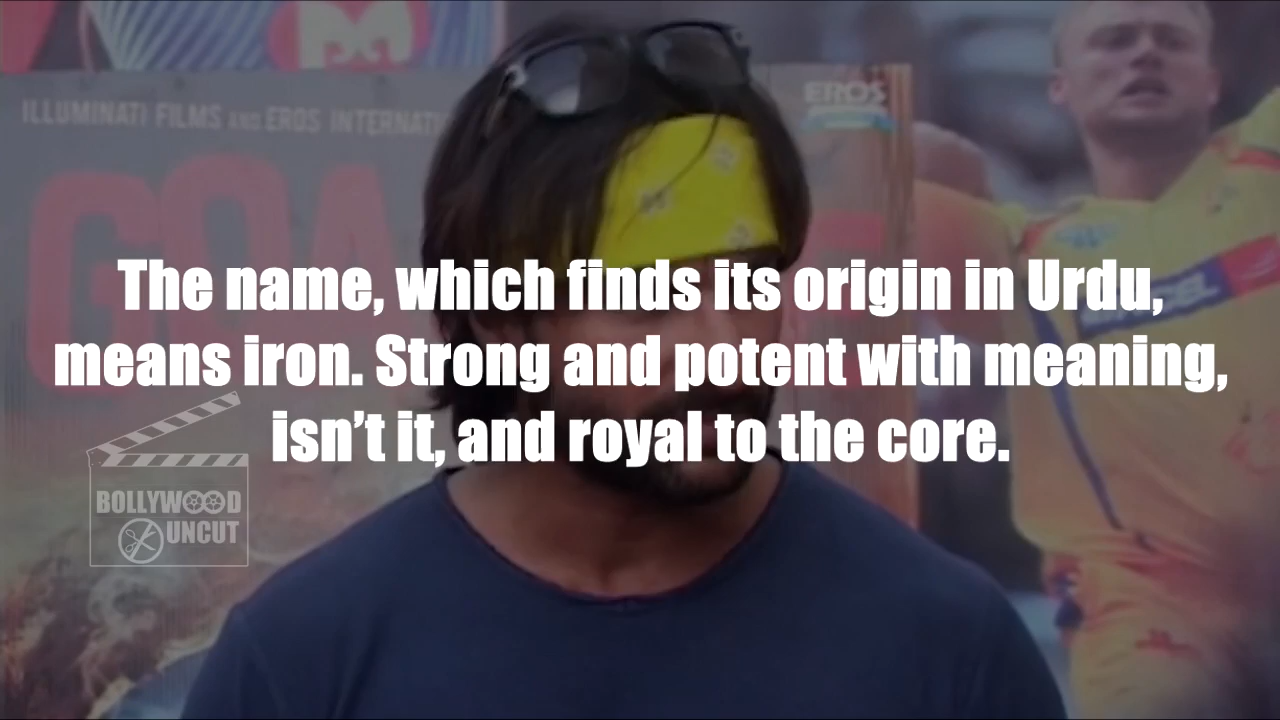 ILLUMINATI FILMS AND EROS INTERNATI
EROS
The name, which finds its origin in Urdu,
means iron. Strong and potent with meaning,
isn't it, and royal to the core.
BOLLYWOOD
UNCUT